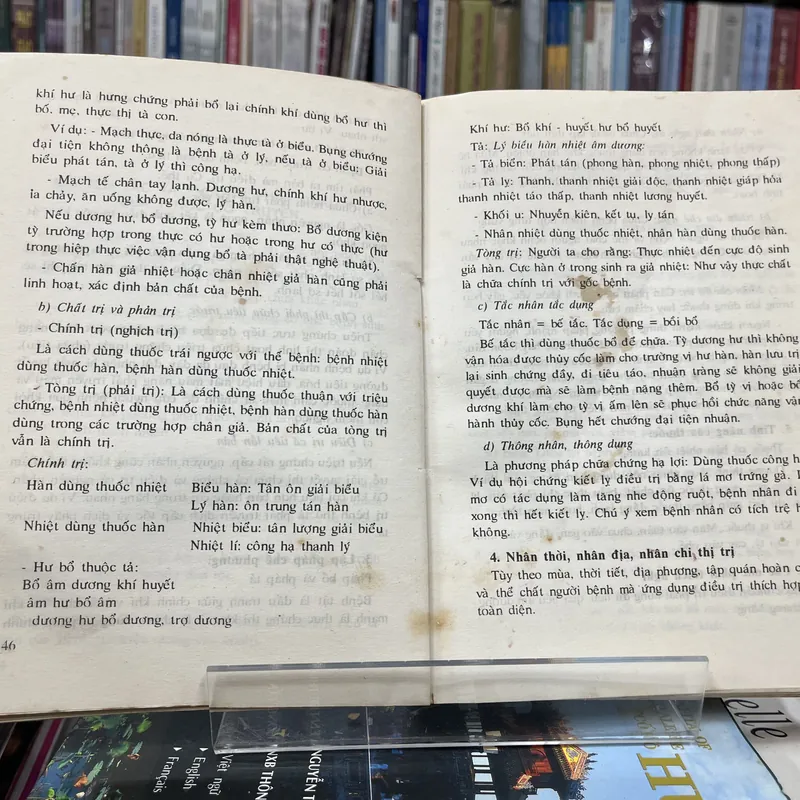 khí hư là hưng chứng phải bổ lại chính khí dùng bổ hư thì
bố, mẹ, thực thị tà con.
Ví dụ: - Mạch thực, da nóng là thực tà ở biểu. Bụng chướng
đại tiện không thông là bệnh tà ở lý, nếu tà ở biểu; Giải
biểu phát tán, tà ở lý thì công hạ.
- Mạch tế chân tay lạnh. Dương hư, chính khí hư nhược,
ỉa chảy, ăn uống không được, lý hàn.
Nếu dương hư, bổ dương, tỳ hư kèm thưu: Bổ dương kiện
tỳ trường hợp trong thực có hư hoặc trong hư có thực (hư
trong hiệp thực việc vận dụng bổ tà phải thật nghệ thuật).
- Chấn hàn giả nhiệt hoặc chân nhiệt giả hàn cũng phải
linh hoạt, xác định bản chất của bệnh.
b) Chất trị và phản trị
- Chính trị (nghịch trị)
Là cách dùng thuốc trái ngược với thể bệnh: bệnh nhiệt
dùng thuốc hàn, bệnh hàn dùng thuốc nhiệt.
- Tòng trị (phải trị): Là cách dùng thuốc thuận với triệu
chứng, bệnh nhiệt dùng thuốc nhiệt, bệnh hàn dùng thuốc hàn
dùng trong các trường hợp chân giả. Bản chất của tòng trị
vẫn là chính trị.
Chính trị:
Hàn dùng thuốc nhiệt Biểu hàn: Tân ôn giải biểu
Lý hàn: ôn trung tán hàn
Nhiệt dùng thuốc hàn Nhiệt biểu: tân lượng giải biểu
Nhiệt lí: công hạ thanh lý
- Hư bổ thuộc tả:
Bổ âm dương khí huyết
âm hư bổ âm
dương hư bổ dương, trợ dương
46
Khí hư: Bổ khí - huyết hư bổ huyết
Tả: Lý biểu hàn nhiệt âm dương:
- Tả biển: Phát tán (phong hàn, phong nhiệt, phong thấp)
- Tả lý: Thanh, thanh nhiệt giải độc, thanh nhiệt giáp hỏa
thanh nhiệt táo thấp, thanh nhiệt lương huyết.
- Khối u: Nhuyễn kiên, kết tụ, ly tán
- Nhân nhiệt dùng thuốc nhiệt, nhân hàn dùng thuốc hàn.
Tòng trị: Người ta cho rằng: Thực nhiệt đến cực độ sinh
giả hàn. Cực hàn ở trong sinh ra giả nhiệt: Như vậy thực chất
là chữa chính trị với gốc bệnh.
c) Tắc nhân tắc dụng
Tắc nhân = bế tắc. Tắc dụng = bồi bổ
Bế tắc thì dùng thuốc bổ để chữa. Tỳ dương hư thì không
vận hóa được thủy cốc làm cho trường vị hư hàn, hàn lưu trị
lại sinh chứng đầy, đi tiêu táo, nhuận tràng sẽ không giải
quyết được mà sẽ làm bệnh nặng thêm. Bổ tỳ vị hoặc bổ
dương khí làm cho tỳ vị ấm lên sẽ phục hồi chức năng vận
hành thủy cốc. Bụng hết chướng đại tiện nhuận.
d) Thông nhân, thông dụng
Là phương pháp chữa chứng hạ lợi: Dùng thuốc công h
Ví dụ hội chứng kiết lỵ điều trị bằng lá mơ trứng gà.
mơ có tác dụng làm tăng nhe động ruột, bệnh nhân đi
xong thì hết kiết lỵ. Chú ý xem bệnh nhân có tích trệ h
không.
4. Nhân thời, nhân địa, nhân chi thị trị
Tùy theo mùa, thời tiết, địa phương, tập quán hoàn c
và thể chất người bệnh mà ứng dụng điều trị thích hợp
toàn diện.
Việt ngữ
English
Français
NXB THÔN
NGUYỄN T
elle